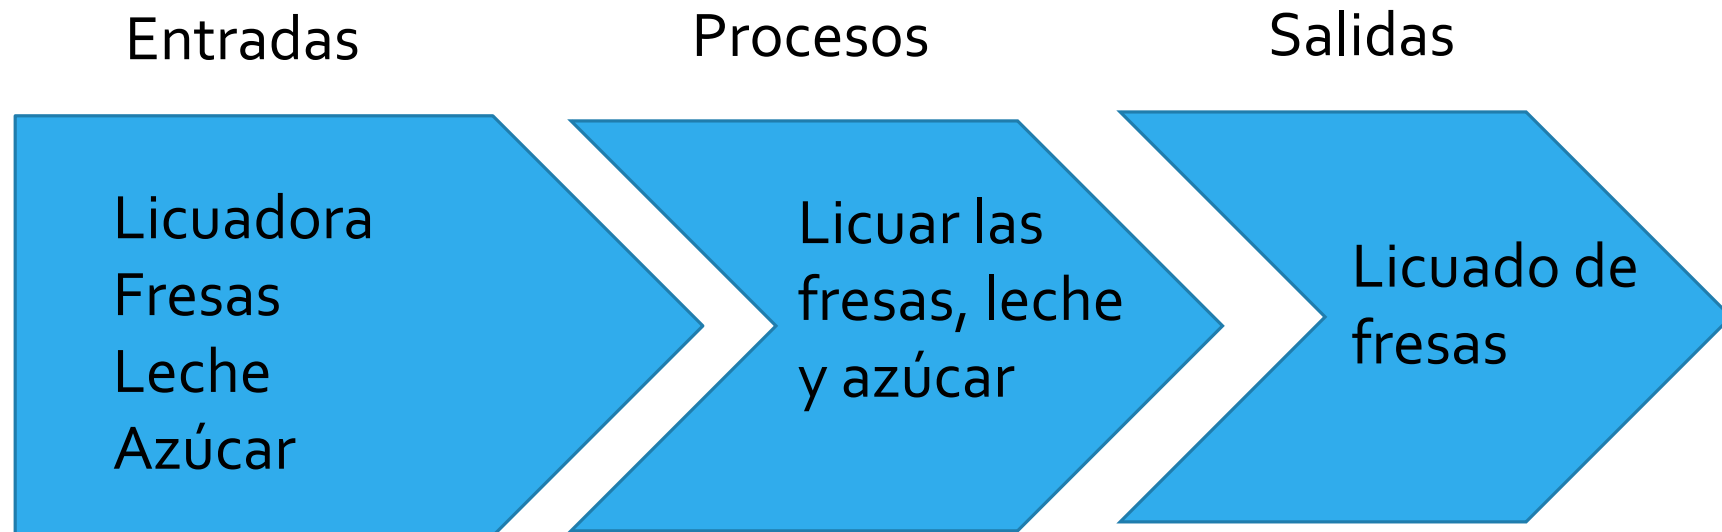 Entradas
Procesos
Salidas
Licuadora
Fresas
Leche
Azúcar
Licuar las
fresas, leche
y azúcar
Licuado de
fresas